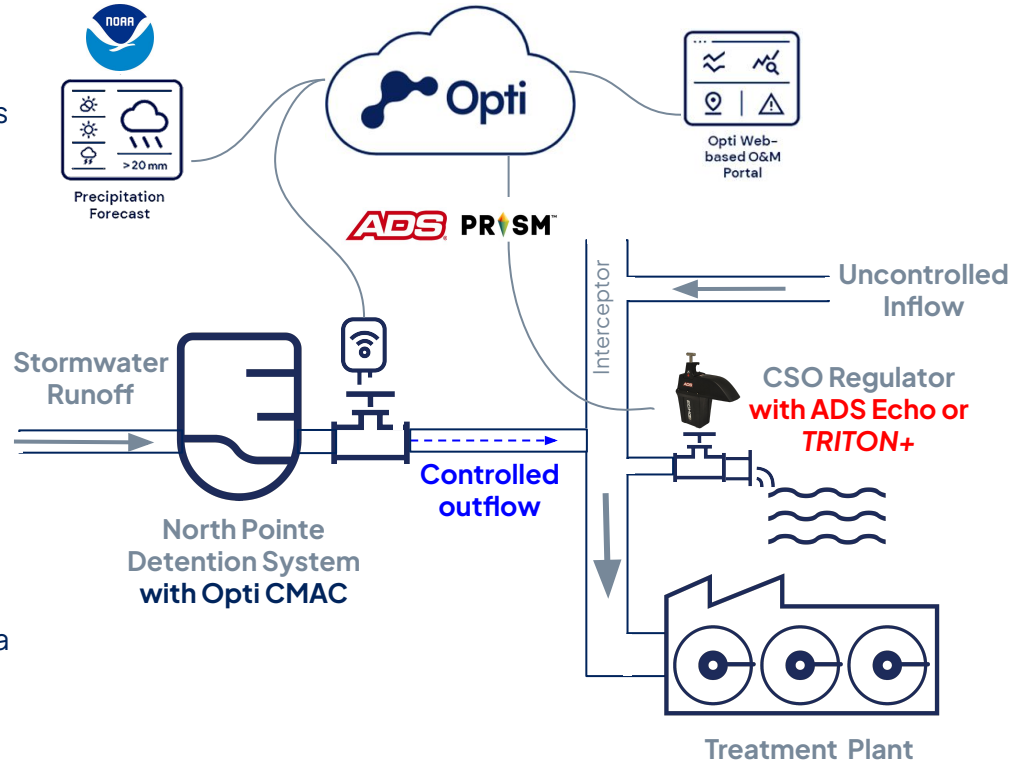 NOAA
s
>20 mm
Precipitation
Forecast
Opti
Opti Web-
based O&M
Portal
ADS
PRISM™
Interceptor
Uncontrolled
Inflow
Stormwater
Runoff
CSO Regulator
with ADS Echo or
TRITON+
Controlled
outflow
North Pointe
Detention System
with Opti CMAC
a
Treatment Plant